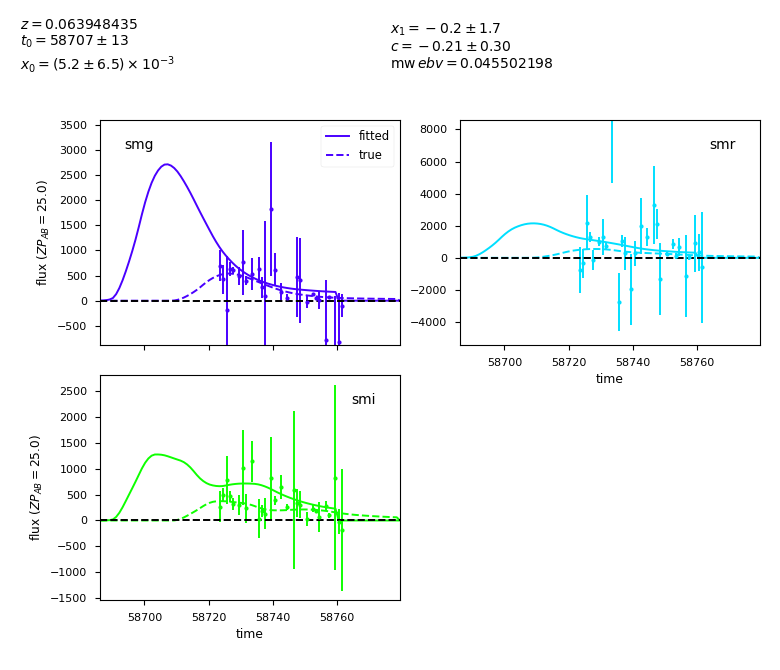 z = 0.063948435
t₀ = 58707 ± 13
x₀ = (5.2 ± 6.5) × 10⁻³
x₁ = −0.2 ± 1.7
c = −0.21 ± 0.30
mw ebv = 0.045502198
smg
fitted
true
3500
3000
2500
2000
1500
1000
500
0
−500
flux (ZP_AB = 25.0)
smr
8000
6000
4000
2000
0
−2000
−4000
58700 58720 58740 58760
time
smi
2500
2000
1500
1000
500
0
−500
−1000
−1500
flux (ZP_AB = 25.0)
58700 58720 58740 58760
time